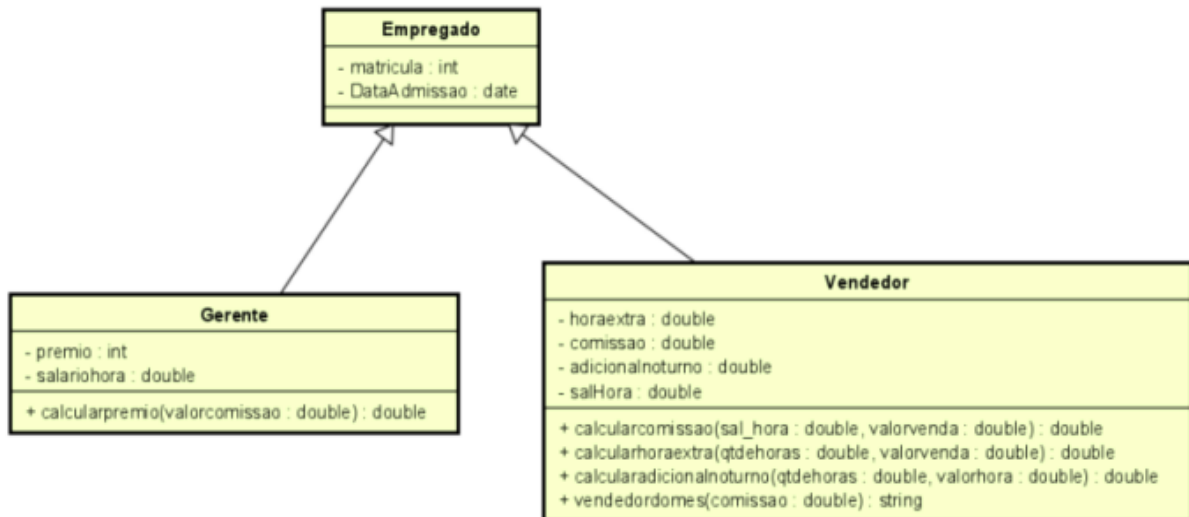 Empregado
- matricula : int
- DataAdmissao : date
Gerente
- premio : int
- salariohora : double
+ calcularpremio(valorcomissao : double) : double
Vendedor
- horaextra : double
- comissao : double
- adicionalnoturno : double
- salHora : double
+ calcularcomissao(sal_hora : double, valorvenda : double) : double
+ calcularhoraextra(qtdehoras : double, valorvenda : double) : double
+ calcularadicionalnoturno(qtdehoras : double, valorhora : double) : double
+ vendedordomes(comissao : double) : string